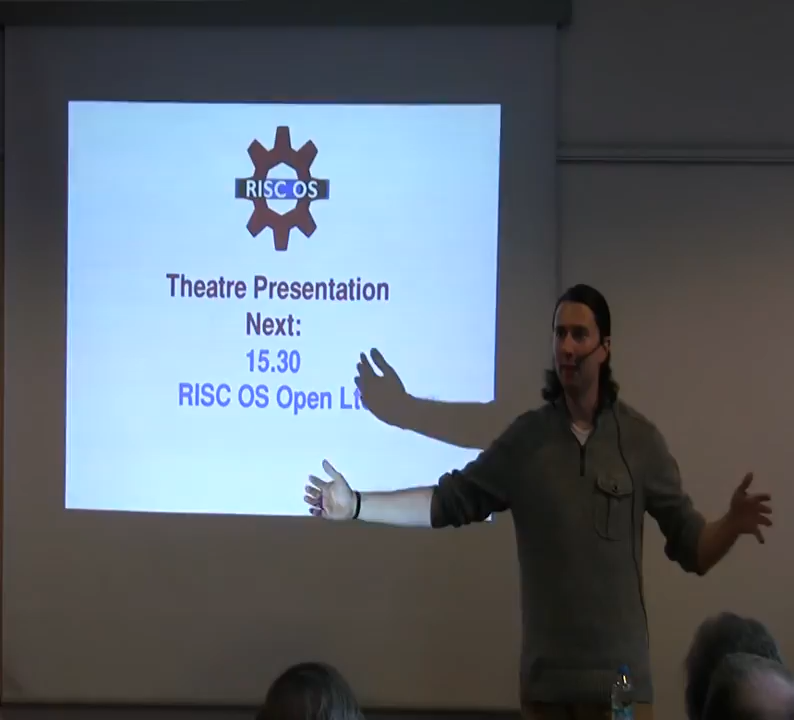 RISC OS
Theatre Presentation
Next:
15.30
RISC OS Open